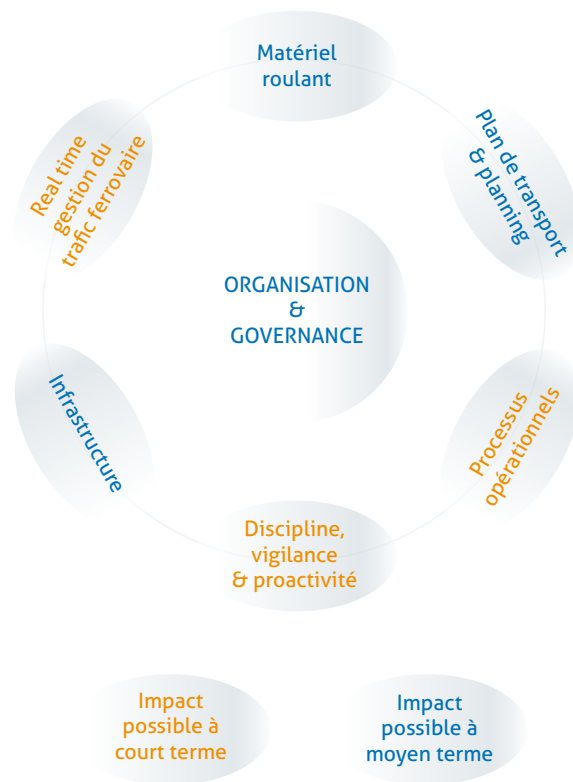 Matériel
roulant
Plan de transport
& planning
Real time
gestion du
trafic ferrovaire
ORGANISATION
&
GOVERNANCE
Infrastructure
Processus
opérationnels
Discipline,
vigilance
& proactivité
Impact
possible à
court terme
Impact
possible à
moyen terme